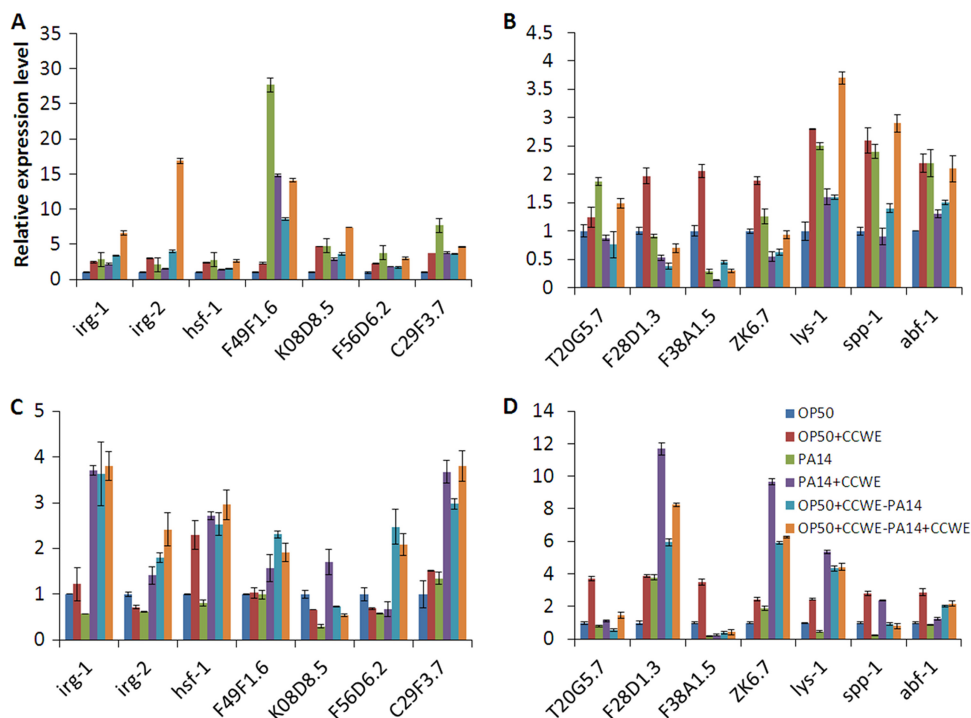 A
Relative expression level
35
30
25
20
15
10
5
0
irg-1
irg-2
hsf-1
F49F1.6
K08D8.5
F56D6.2
C29F3.7
B
4.5
4
3.5
3
2.5
2
1.5
1
0.5
0
T20G5.7
F28D1.3
F38A1.5
ZK6.7
lys-1
spp-1
abf-1
C
5
4
3
2
1
0
irg-1
irg-2
hsf-1
F49F1.6
K08D8.5
F56D6.2
C29F3.7
D
14
12
10
8
6
4
2
0
OP50
OP50+CCWE
PA14
PA14+CCWE
OP50+CCWE-PA14
OP50+CCWE-PA14+CCWE
T20G5.7
F28D1.3
F38A1.5
ZK6.7
lys-1
spp-1
abf-1